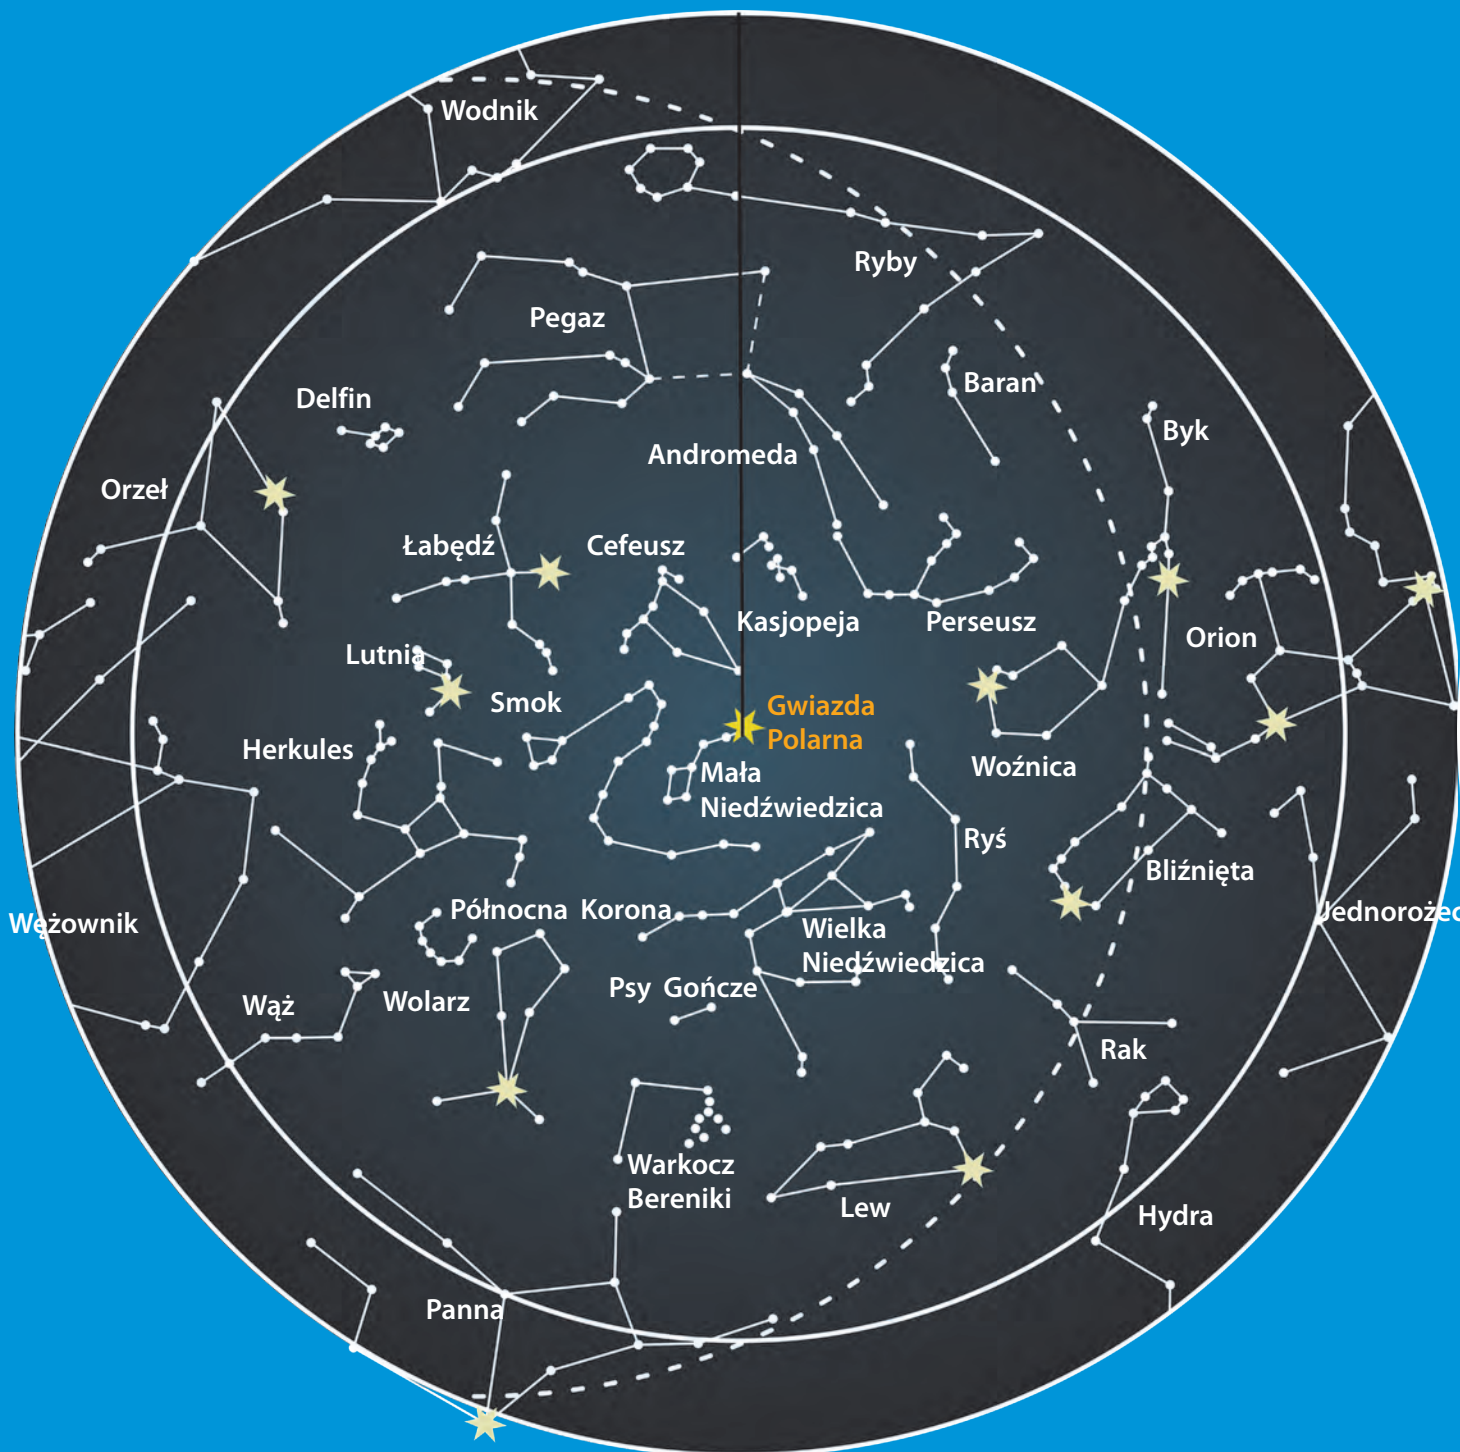 Wodnik
Ryby
Pegaz
Baran
Delfin
Byk
Andromeda
Orzeł
Łabędź
Cefeusz
Kasjopeja
Perseusz
Orion
Lutnia
Smok
Gwiazda
Polarna
Herkules
Woźnica
Mała
Niedźwiedzica
Ryś
Bliźnięta
Wężownik
Północna Korona
Jednorożec
Wielka
Niedźwiedzica
Psy Gończe
Wąż
Wolarz
Rak
Warkocz
Bereniki
Lew
Hydra
Panna